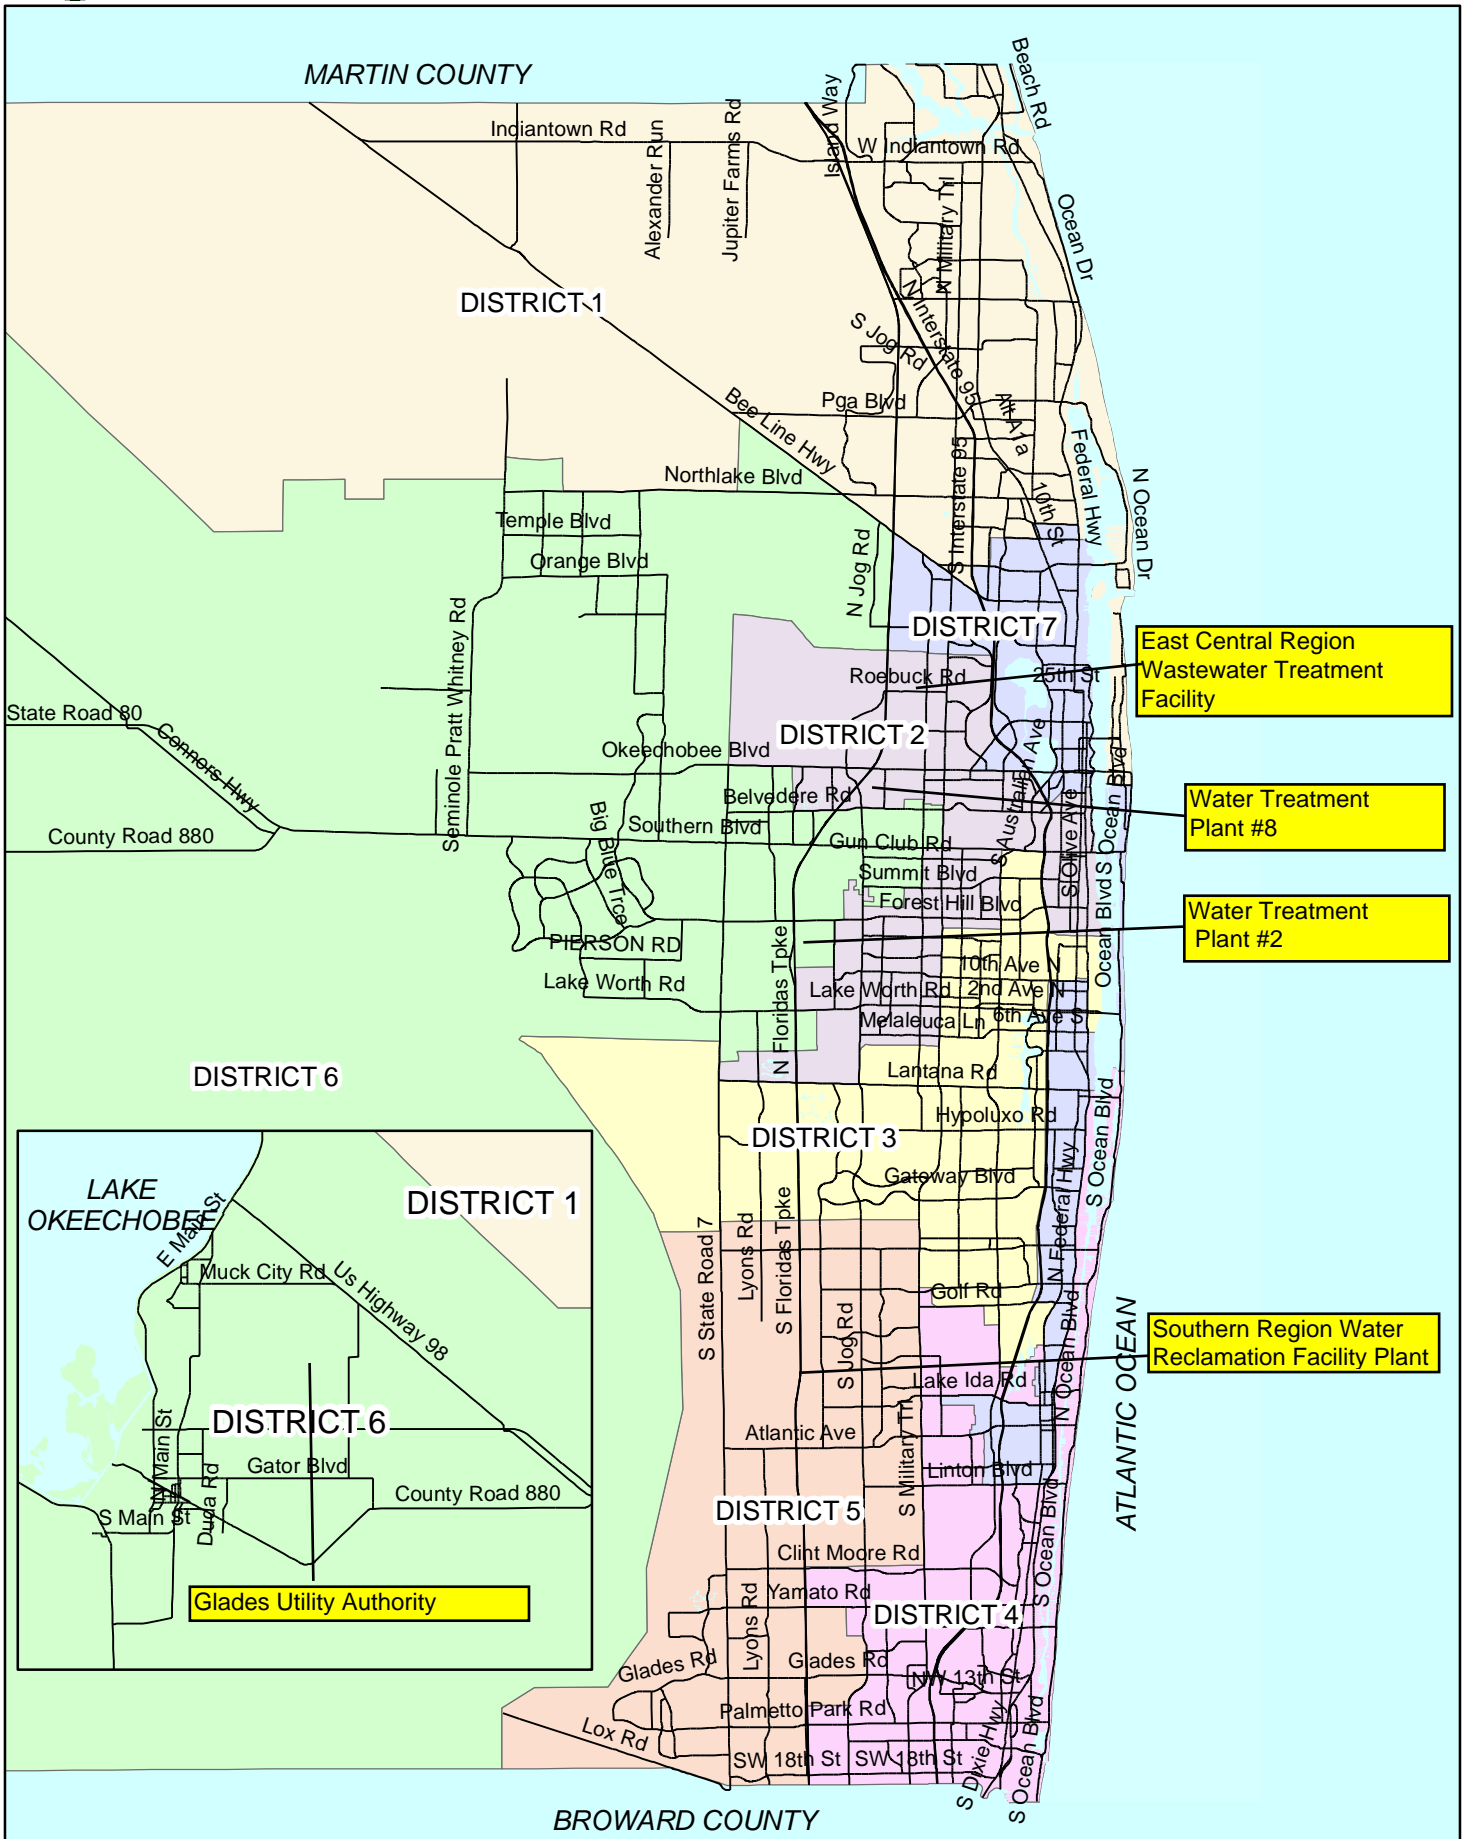 MARTIN COUNTY
Beach Rd
Island Way
Indiantown Rd
W Indiantown Rd
Alexander Run
Jupiter Farms Rd
N Military Trl
Ocean Dr
DISTRICT 1
N Interstate 95
S Jog Rd
Pga Blvd
Alt A1a
Bee Line Hwy
Federal Hwy
S Interstate 95
Northlake Blvd
N Ocean Dr
10th St
Temple Blvd
Orange Blvd
N Jog Rd
DISTRICT 7
Seminole Pratt Whitney Rd
East Central Region
Wastewater Treatment
Facility
Roebuck Rd
25th St
State Road 80
Connors Hwy
DISTRICT 2
Okeechobee Blvd
S Australian Ave
S Ocean Blvd
Belvedere Rd
Water Treatment
Plant #8
Big Blue Trce
Southern Blvd
County Road 880
Gun Club Rd
S Olive Ave
Summit Blvd
Forest Hill Blvd
Water Treatment
Plant #2
Ocean Blvd
PIERSON RD
N Floridas Tpke
10th Ave N
Lake Worth Rd
Lake Worth Rd
2nd Ave N
6th Ave S
Melaleuca Ln
DISTRICT 6
Lantana Rd
Hypoluxo Rd
S Ocean Blvd
DISTRICT 3
Gateway Blvd
N Federal Hwy
LAKE
OKEECHOBEE
DISTRICT 1
E Main St
Muck City Rd
Us Highway 98
S State Road 7
Lyons Rd
S Floridas Tpke
Golf Rd
S Jog Rd
N Ocean Blvd
ATLANTIC OCEAN
Southern Region Water
Reclamation Facility Plant
Lake Ida Rd
DISTRICT 6
N Main St
Gator Blvd
Duda Rd
County Road 880
S Main St
Atlantic Ave
S Military Trl
Linton Blvd
DISTRICT 5
S Ocean Blvd
Clint Moore Rd
Glades Utility Authority
Yamato Rd
Lyons Rd
DISTRICT 4
Glades Rd
Glades Rd
NW 13th St
Palmetto Park Rd
Lox Rd
SW 18th St
SW 18th St
S Dixie Hwy
S Ocean Blvd
BROWARD COUNTY